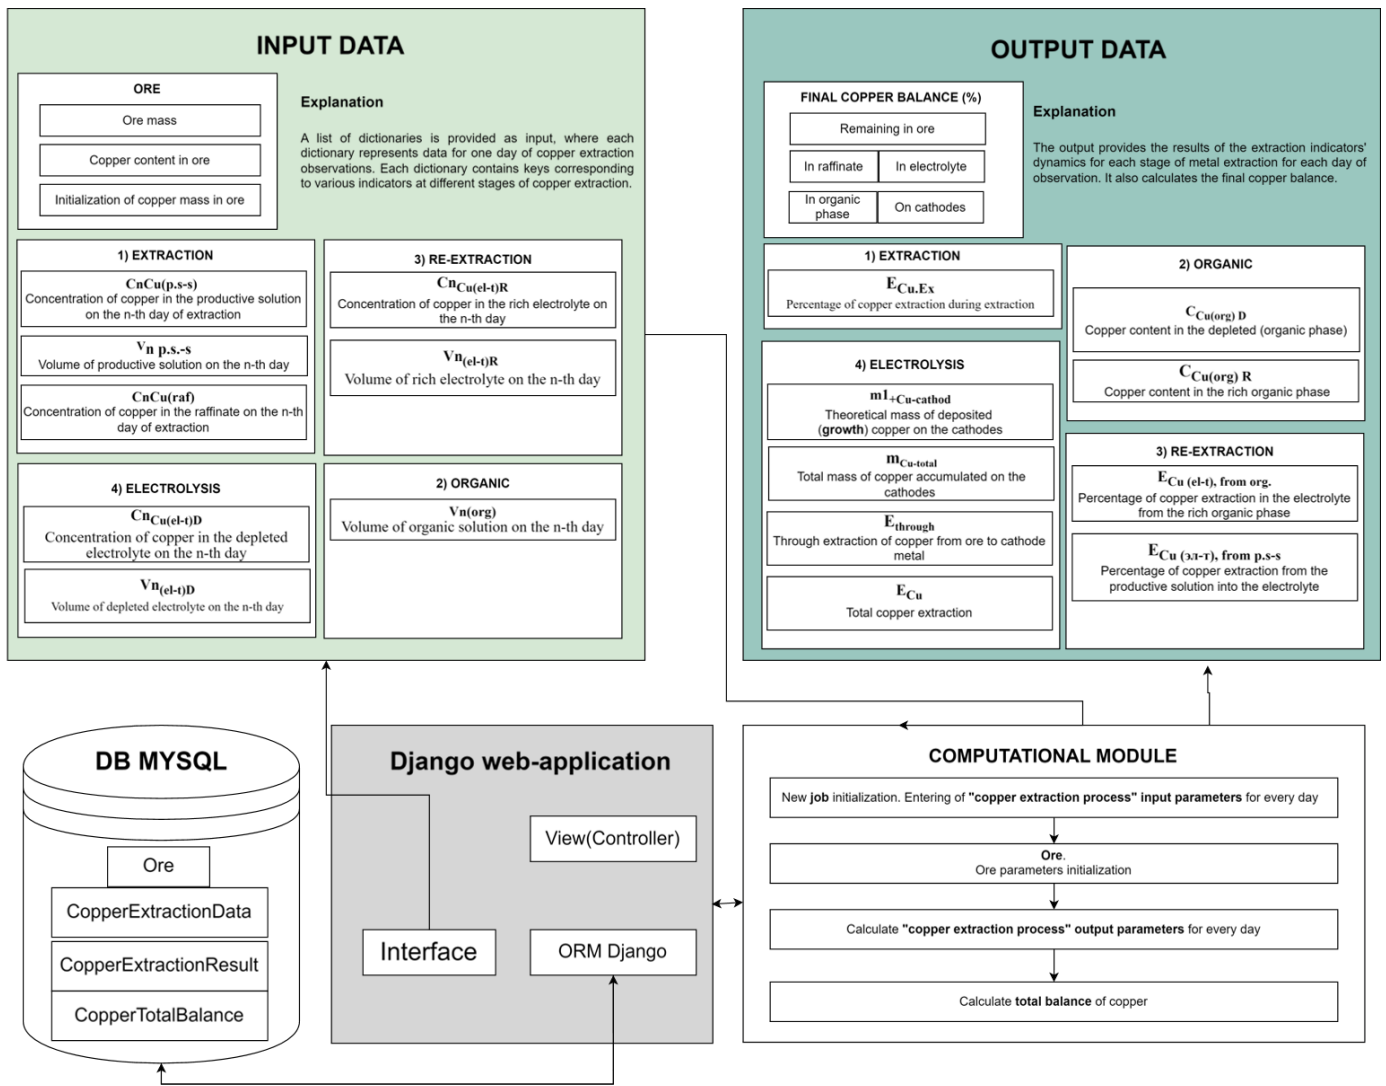 INPUT DATA
ORE
Ore mass
Copper content in ore
Initialization of copper mass in ore
Explanation
A list of dictionaries is provided as input, where each
dictionary represents data for one day of copper extraction
observations. Each dictionary contains keys corresponding
to various indicators at different stages of copper extraction.
1) EXTRACTION
CnCu(p.s-s)
Concentration of copper in the productive solution
on the n-th day of extraction
Vn p.s.-s
Volume of productive solution on the n-th day
CnCu(raf)
Concentration of copper in the raffinate on the n-th
day of extraction
3) RE-EXTRACTION
CnCu(el-t)R
Concentration of copper in the rich electrolyte on
the n-th day
Vn(el-t)R
Volume of rich electrolyte on the n-th day
4) ELECTROLYSIS
CnCu(el-t)D
Concentration of copper in the depleted
electrolyte on the n-th day
Vn(el-t)D
Volume of depleted electrolyte on the n-th day
2) ORGANIC
Vn(org)
Volume of organic solution on the n-th day
OUTPUT DATA
FINAL COPPER BALANCE (%)
Remaining in ore
In raffinate
In electrolyte
In organic
phase
On cathodes
Explanation
The output provides the results of the extraction indicators'
dynamics for each stage of metal extraction for each day of
observation. It also calculates the final copper balance.
1) EXTRACTION
ECu.Ex
Percentage of copper extraction during extraction
2) ORGANIC
CCu(org) D
Copper content in the depleted (organic phase)
CCu(org) R
Copper content in the rich organic phase
4) ELECTROLYSIS
m1+Cu-cathod
Theoretical mass of deposited
(growth) copper on the cathodes
mCu-total
Total mass of copper accumulated on the
cathodes
Ethrough
Through extraction of copper from ore to cathode
metal
ECu
Total copper extraction
3) RE-EXTRACTION
ECu (el-t), from org.
Percentage of copper extraction in the electrolyte
from the rich organic phase
ECu (эл-т), from p.s-s
Percentage of copper extraction from the
productive solution into the electrolyte
DB MYSQL
Ore
CopperExtractionData
CopperExtractionResult
CopperTotalBalance
Django web-application
View(Controller)
Interface
ORM Django
COMPUTATIONAL MODULE
New job initialization. Entering of "copper extraction process" input parameters for every day
Ore.
Ore parameters initialization
Calculate "copper extraction process" output parameters for every day
Calculate total balance of copper